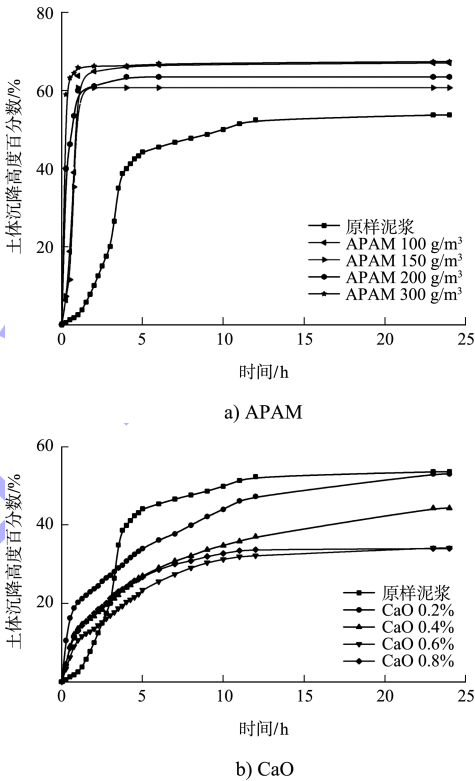 80
60
40
20
0
5
10
15
20
25
土体沉降高度百分数/%
原样泥浆
APAM 100 g/m³
APAM 150 g/m³
APAM 200 g/m³
APAM 300 g/m³
时间/h
a) APAM
60
40
20
0
5
10
15
20
25
土体沉降高度百分数/%
原样泥浆
CaO 0.2%
CaO 0.4%
CaO 0.6%
CaO 0.8%
时间/h
b) CaO